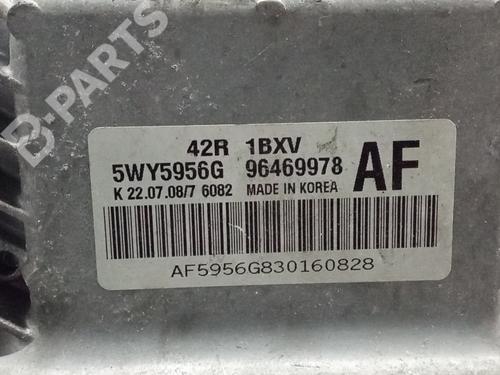 B-PARTS
42R 1BXV
5WY5956G 96469978 AF
K 22.07.08/7 6082 MADE IN KOREA
AF5956G830160828